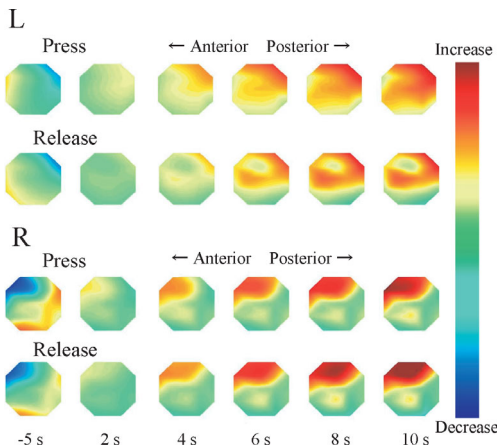 L
Press
← Anterior Posterior →
Increase
Release
R
Press
← Anterior Posterior →
Release
-5 s 2 s 4 s 6 s 8 s 10 s
Decrease